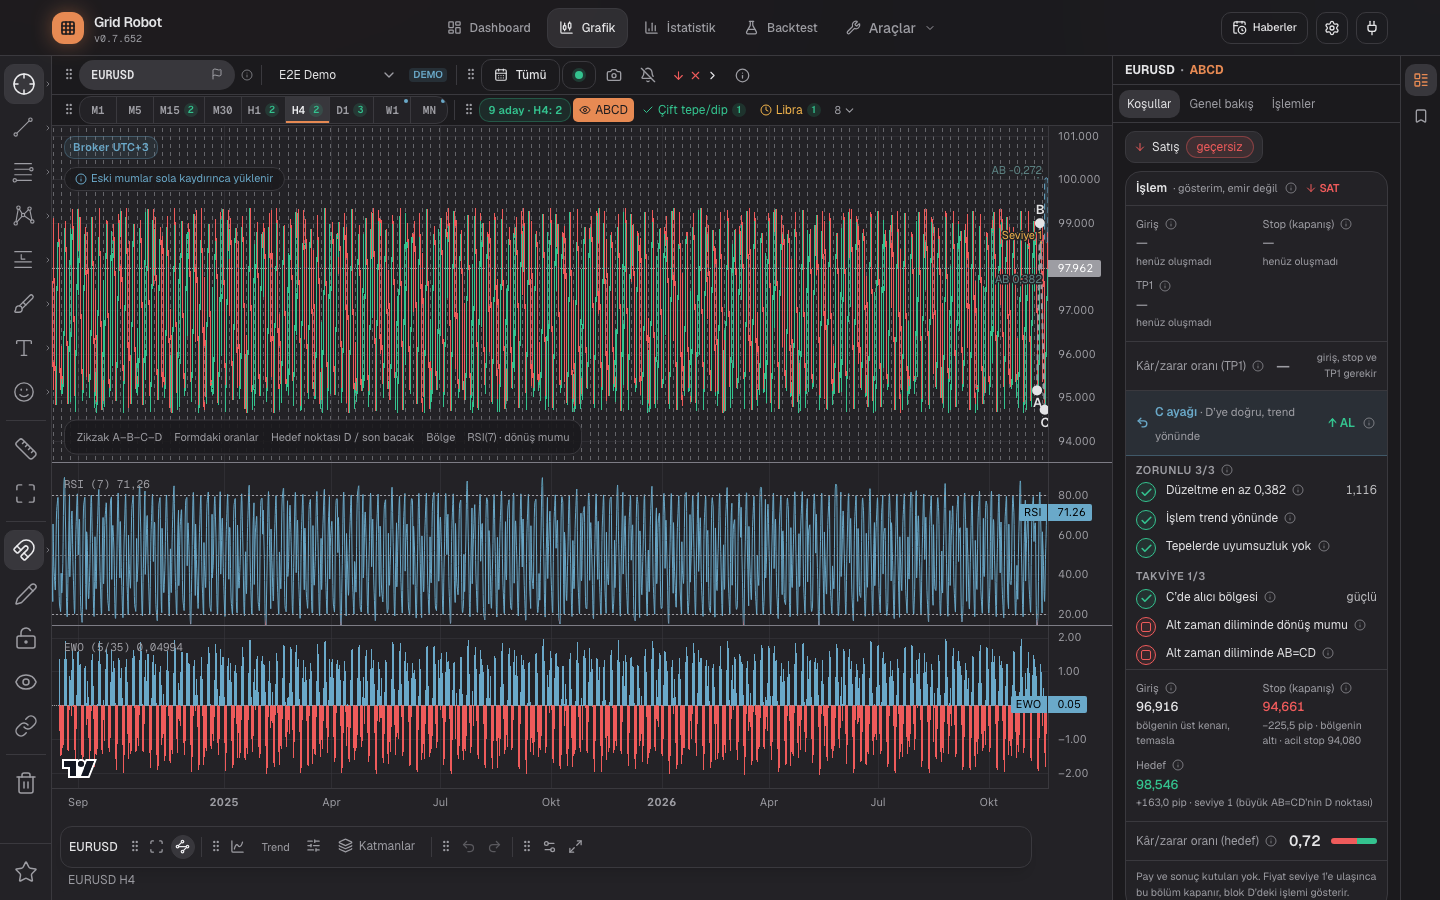 Grid Robot
v0.7.652
Dashboard
Grafik
İstatistik
Backtest
Araçlar
Haberler
EURUSD
E2E Demo
DEMO
Tümü
M1 M5 M15 2 M30 H1 2 H4 2 D1 3 W1 MN
9 aday · H4: 2
ABCD
Çift tepe/dip 1
Libra 1
8
Broker UTC+3
Eski mumlar sola kaydırınca yüklenir
AB -0,272
B
Seviye 1
AB 0,382
A
C
101.000
100.000
99.000
97.962
97.000
96.000
95.000
94.000
Zikzak A–B–C–D Formdaki oranlar Hedef noktası D / son bacak Bölge RSI(7) · dönüş mumu
RSI (7) 71.26
80.00
RSI 71.26
60.00
40.00
20.00
EWO (5/35) 0.04994
2.00
1.00
EWO 0.05
−1.00
−2.00
Sep 2025 Apr Jul Okt 2026 Apr Jul Okt
EURUSD
Trend
Katmanlar
EURUSD H4
EURUSD · ABCD
Koşullar Genel bakış İşlemler
Satış geçersiz
İşlem · gösterim, emir değil SAT
Giriş Stop (kapanış)
— —
henüz oluşmadı henüz oluşmadı
TP1
—
henüz oluşmadı
Kâr/zarar oranı (TP1) — giriş, stop ve
TP1 gerekir
C ayağı · D'ye doğru, trend
yönünde
AL
ZORUNLU 3/3
Düzeltme en az 0,382 1,116
İşlem trend yönünde
Tepelerde uyumsuzluk yok
TAKVİYE 1/3
C'de alıcı bölgesi güçlü
Alt zaman diliminde dönüş mumu
Alt zaman diliminde AB=CD
Giriş Stop (kapanış)
96,916 94,661
bölgenin üst kenarı, −225,5 pip · bölgenin
temasla altı · acil stop 94,080
Hedef
98,546
+163,0 pip · seviye 1 (büyük AB=CD'nin D noktası)
Kâr/zarar oranı (hedef) 0,72
Pay ve sonuç kutuları yok. Fiyat seviye 1'e ulaşınca
bu bölüm kapanır, blok D'deki işlemi gösterir.